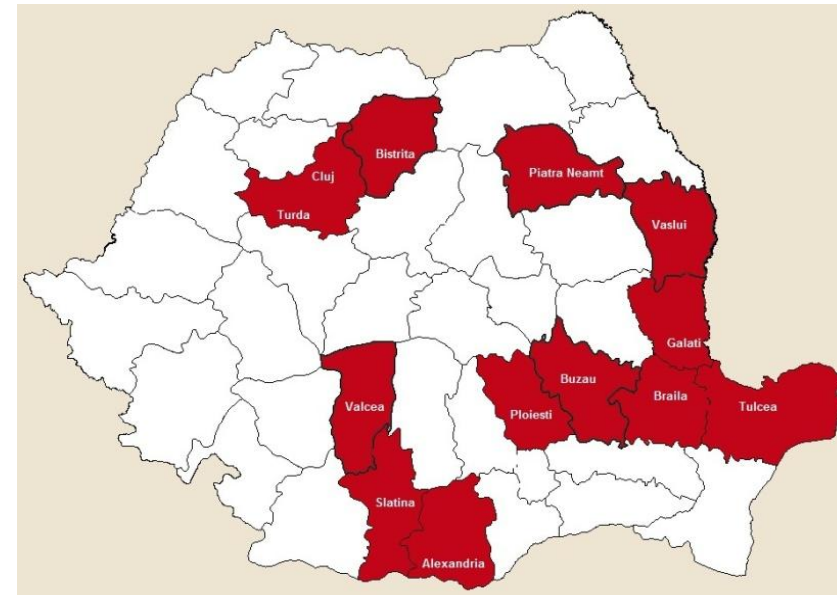 Bistrita
Cluj
Piatra Neamt
Turda
Vaslui
Galati
Buzau
Braila
Valcea
Ploiesti
Tulcea
Slatina
Alexandria